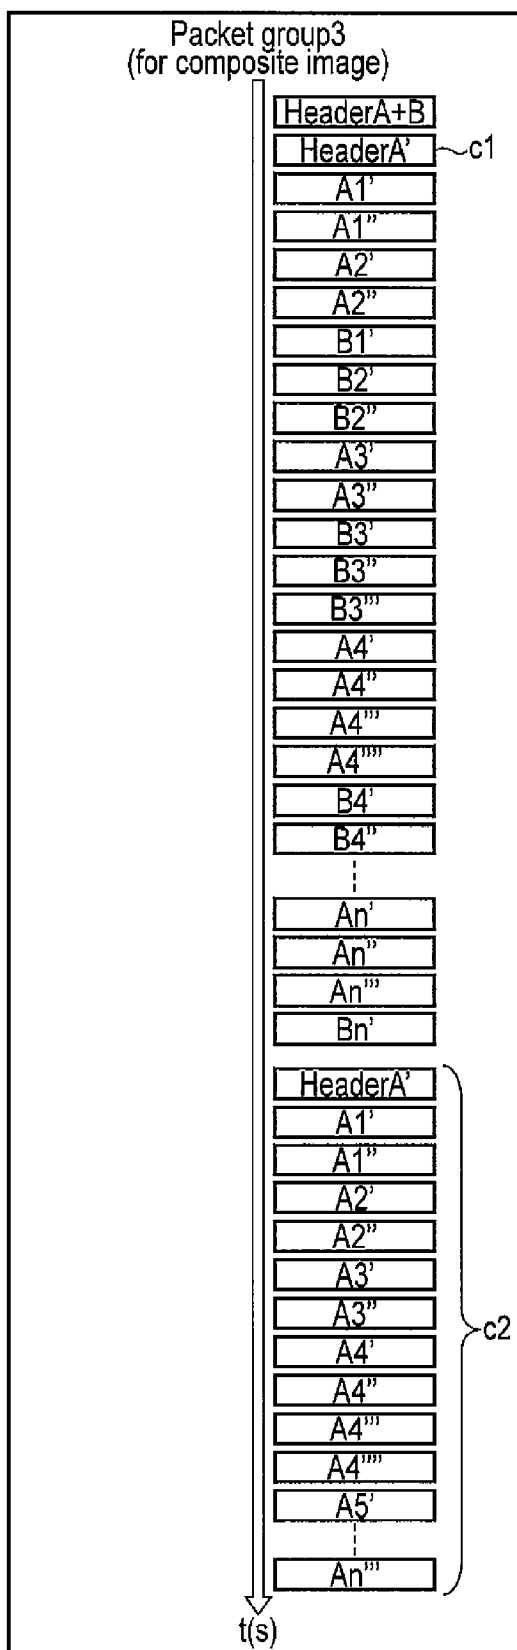 Packet group3
(for composite image)
HeaderA+B
HeaderA’
c1
A1’
A1”
A2’
A2”
B1’
B2’
B2”
A3’
A3”
B3’
B3”
B3”’
A4’
A4”
A4”’
A4””
B4’
B4”
An’
An”
An”’
Bn’
HeaderA’
A1’
A1”
A2’
A2”
A3’
A3”
c2
A4’
A4”
A4”’
A4””
A5’
An”’
t(s)